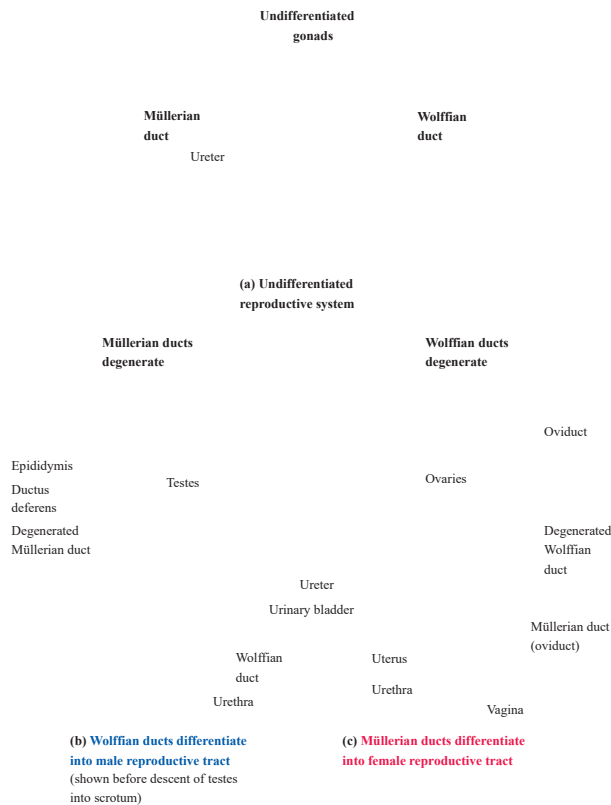 Undifferentiated
gonads
Müllerian
duct
Wolffian
duct
Ureter
(a) Undifferentiated
reproductive system
Müllerian ducts
degenerate
Wolffian ducts
degenerate
Oviduct
Epididymis
Testes
Ovaries
Ductus
deferens
Degenerated
Müllerian duct
Degenerated
Wolffian
duct
Ureter
Urinary bladder
Müllerian duct
(oviduct)
Wolffian
duct
Uterus
Urethra
Urethra
Vagina
(b) Wolffian ducts differentiate
into male reproductive tract
(shown before descent of testes
into scrotum)
(c) Müllerian ducts differentiate
into female reproductive tract